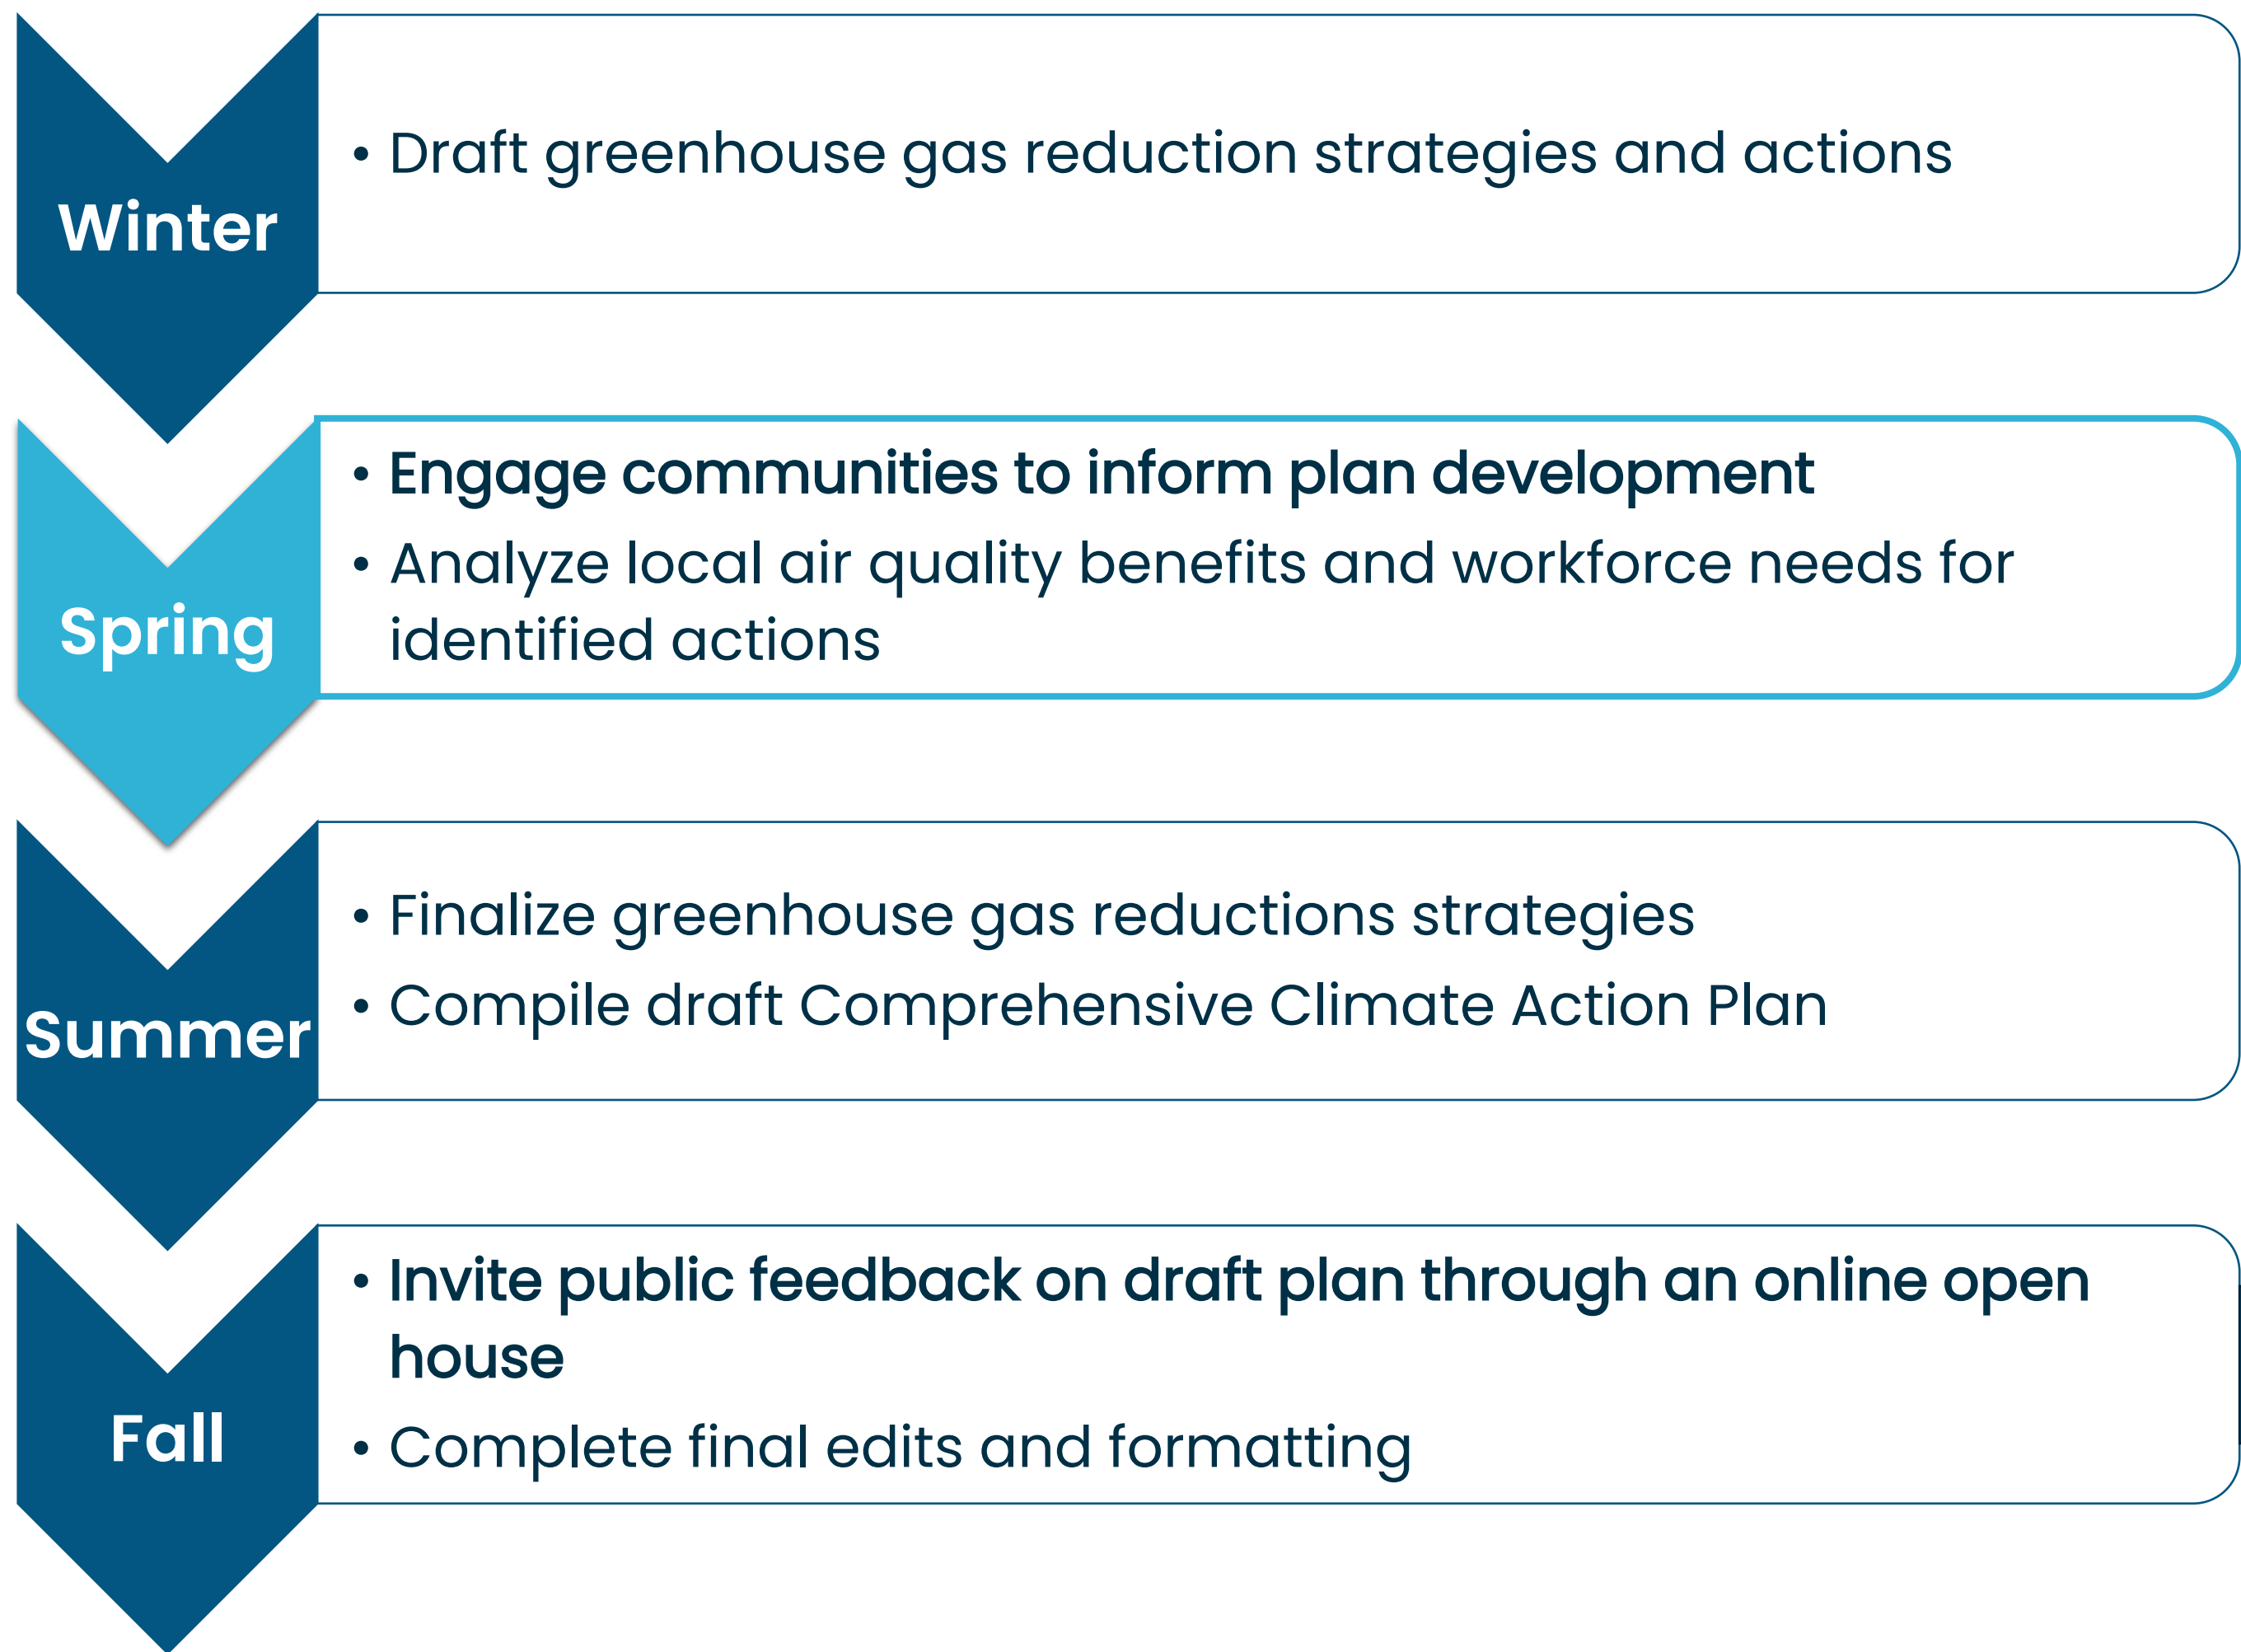 Winter
• Draft greenhouse gas reduction strategies and actions
Spring
• Engage communities to inform plan development
• Analyze local air quality benefits and workforce needs for
identified actions
Summer
• Finalize greenhouse gas reductions strategies
• Compile draft Comprehensive Climate Action Plan
Fall
• Invite public feedback on draft plan through an online open
house
• Complete final edits and formatting